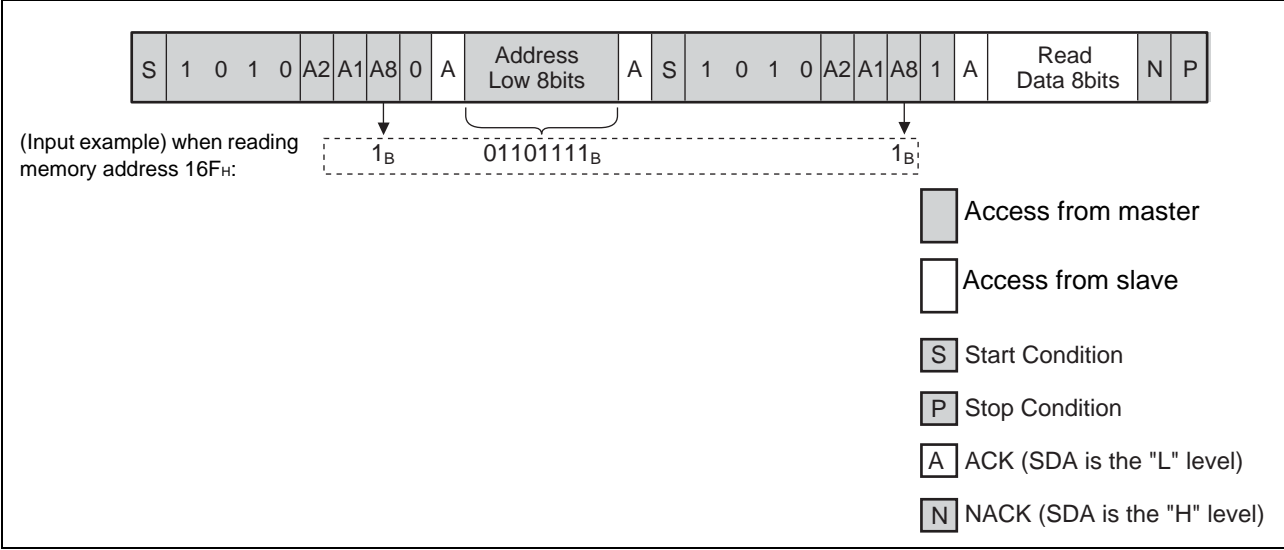 S 1 0 1 0 A2 A1 A8 0 A Address Low 8bits A S 1 0 1 0 A2 A1 A8 1 A Read Data 8bits N P
(Input example) when reading
memory address 16FH:
1B 01101111B 1B
Access from master
Access from slave
S Start Condition
P Stop Condition
A ACK (SDA is the "L" level)
N NACK (SDA is the "H" level)